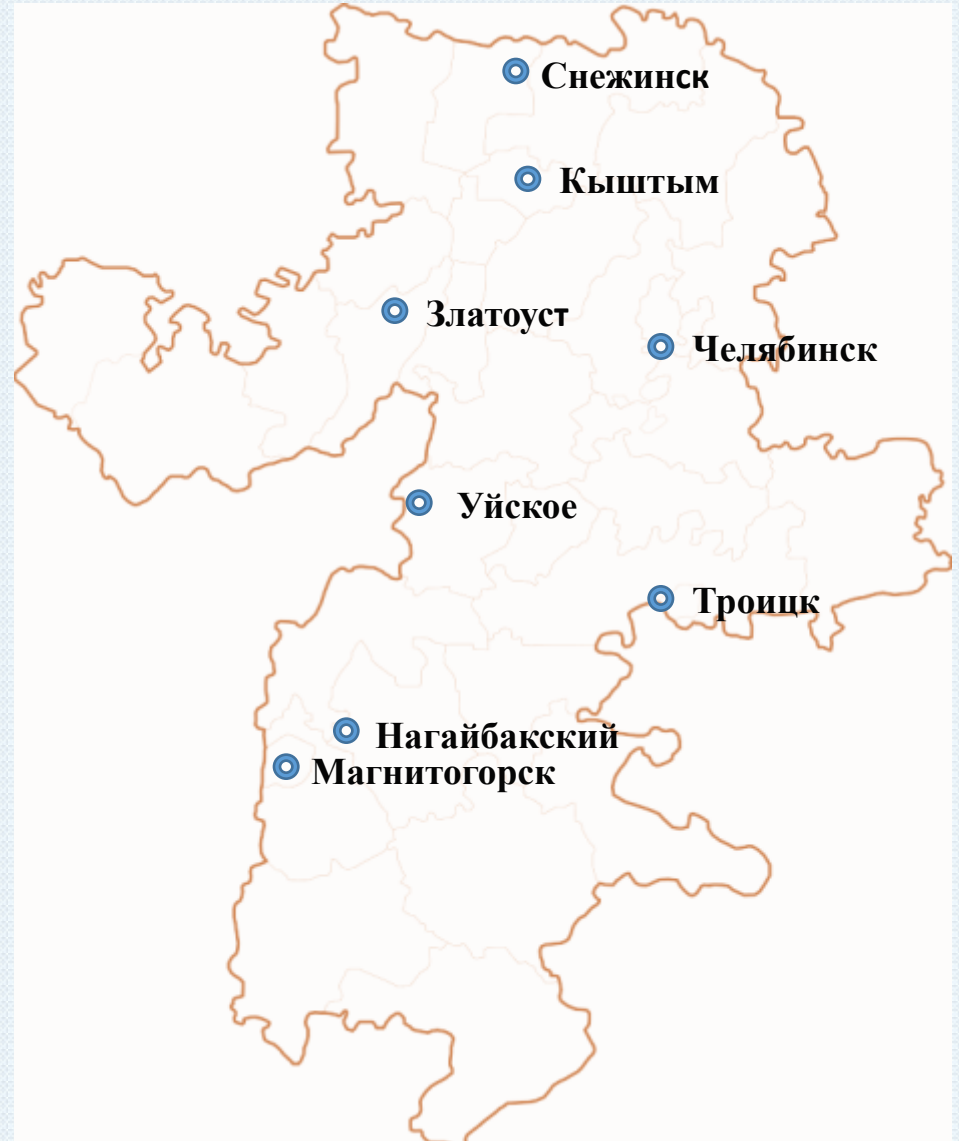 Снежинск
Кыштым
Златоуст
Челябинск
Уйское
Троицк
Нагайбакский
Магнитогорск